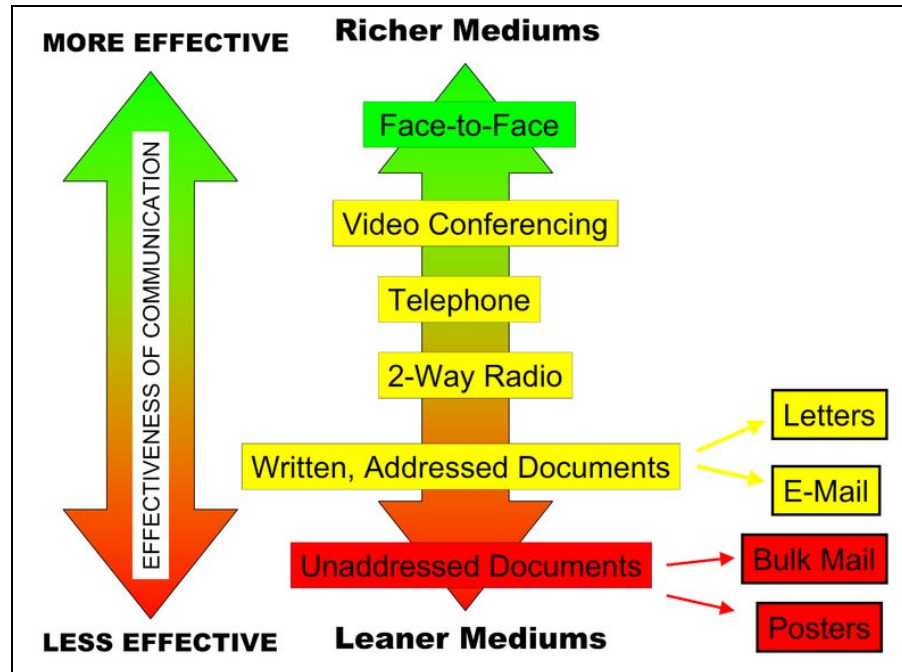 MORE EFFECTIVE
Richer Mediums
EFFECTIVENESS OF COMMUNICATION
Face-to-Face
Video Conferencing
Telephone
2-Way Radio
Written, Addressed Documents
Letters
E-Mail
Unaddressed Documents
Bulk Mail
Posters
LESS EFFECTIVE
Leaner Mediums